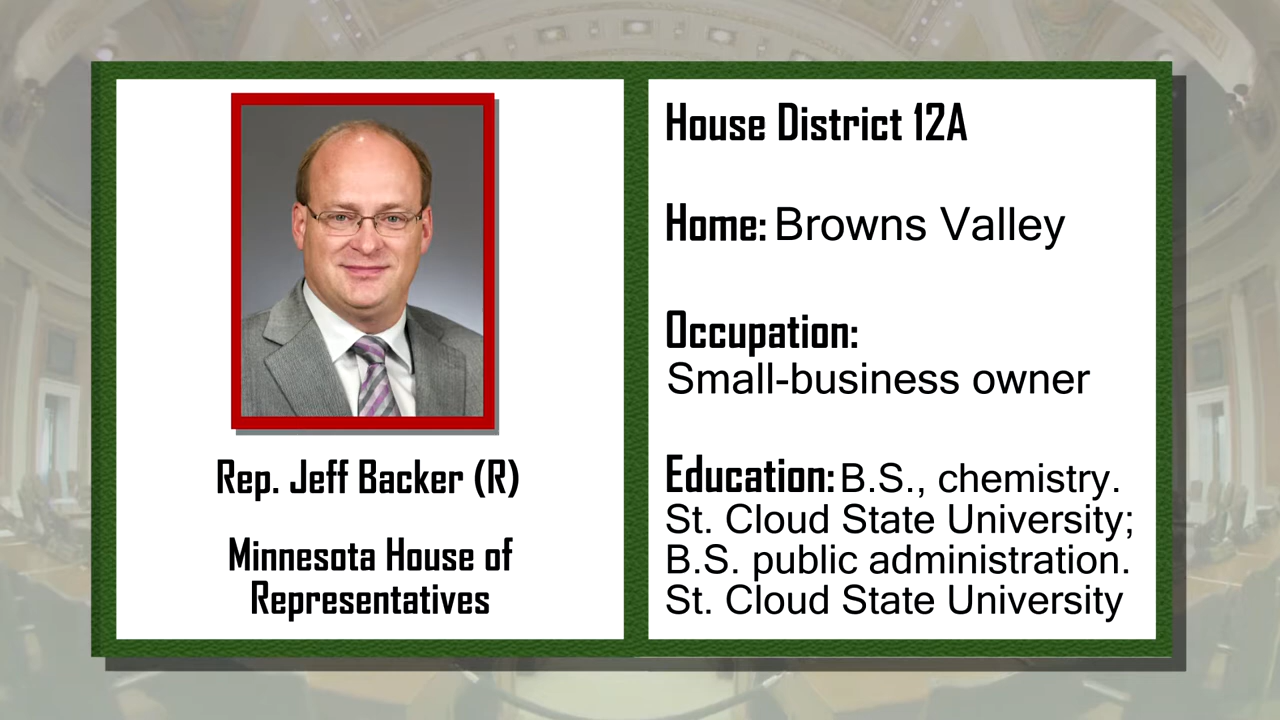 Rep. Jeff Backer (R)
Minnesota House of
Representatives
House District 12A
Home: Browns Valley
Occupation:
Small-business owner
Education: B.S., chemistry.
St. Cloud State University;
B.S. public administration.
St. Cloud State University